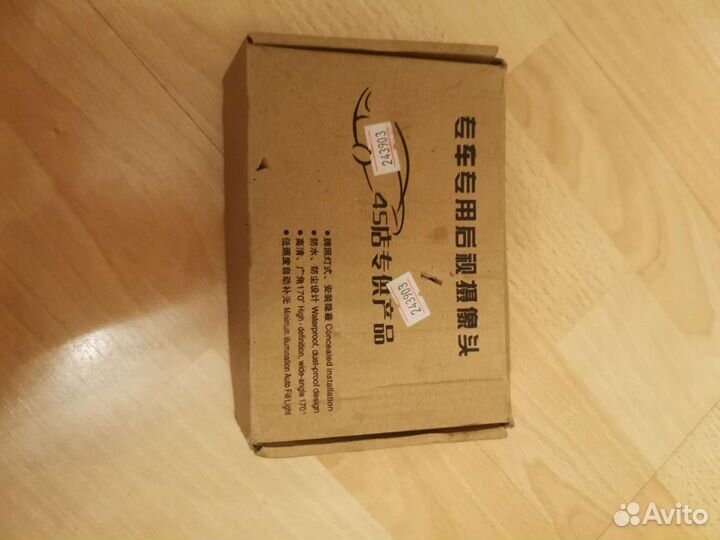 专车专用后视摄像头
4S店专供产品
• 牌照灯式、安装隐蔽 Concealed installation
• 防水、防尘设计 Waterproof, dust-proof design
• 高清、广角170° High-definition, wide-angle 170°
• 低照度自动补光 Minimum, illumination Auto Fill Light
243903
243903
Avito